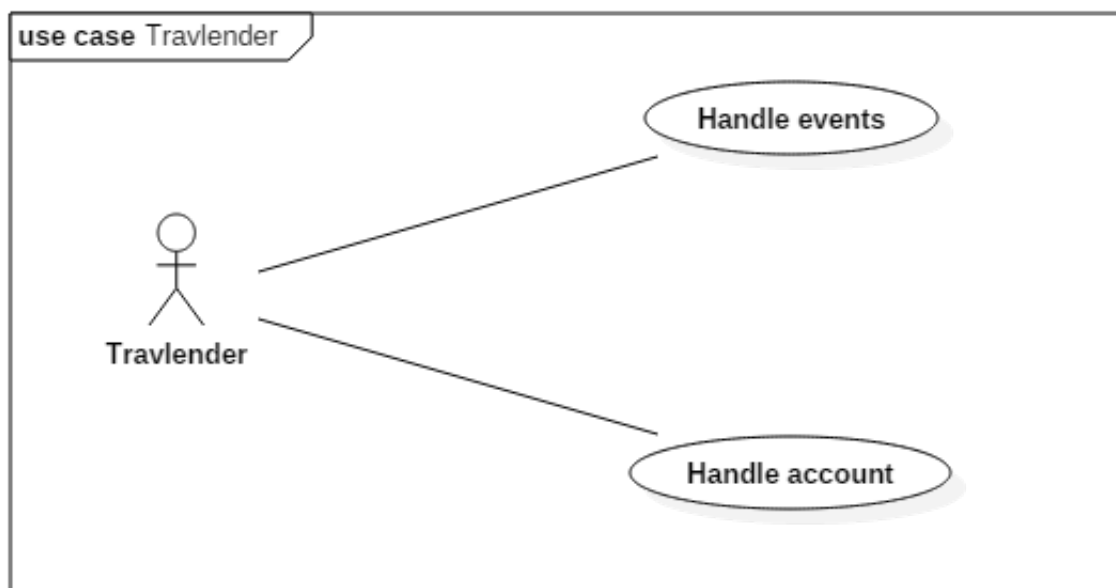 use case Travlender
Handle events
Travlender
Handle account